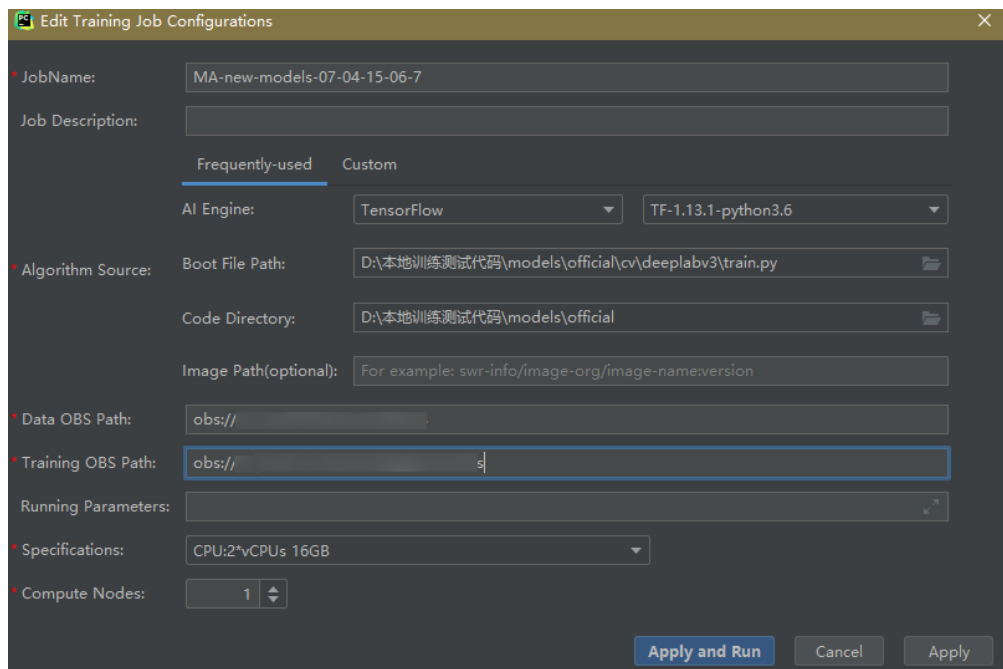 PC Edit Training Job Configurations
* JobName: MA-new-models-07-04-15-06-7
Job Description:
Frequently-used Custom
AI Engine: TensorFlow TF-1.13.1-python3.6
* Algorithm Source:
Boot File Path: D:\本地训练测试代码\models\official\cv\deeplabv3\train.py
Code Directory: D:\本地训练测试代码\models\official
Image Path(optional): For example: swr-info/image-org/image-name:version
* Data OBS Path: obs://
* Training OBS Path: obs:// s
Running Parameters:
* Specifications: CPU:2*vCPUs 16GB
* Compute Nodes: 1
Apply and Run Cancel Apply